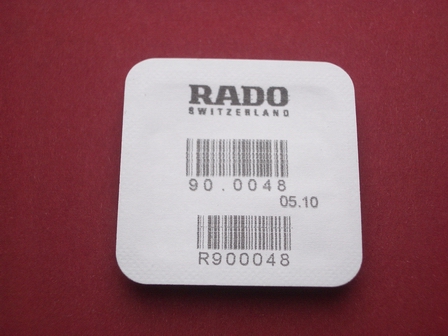 RADO
SWITZERLAND
90.0048
05.10
R900048